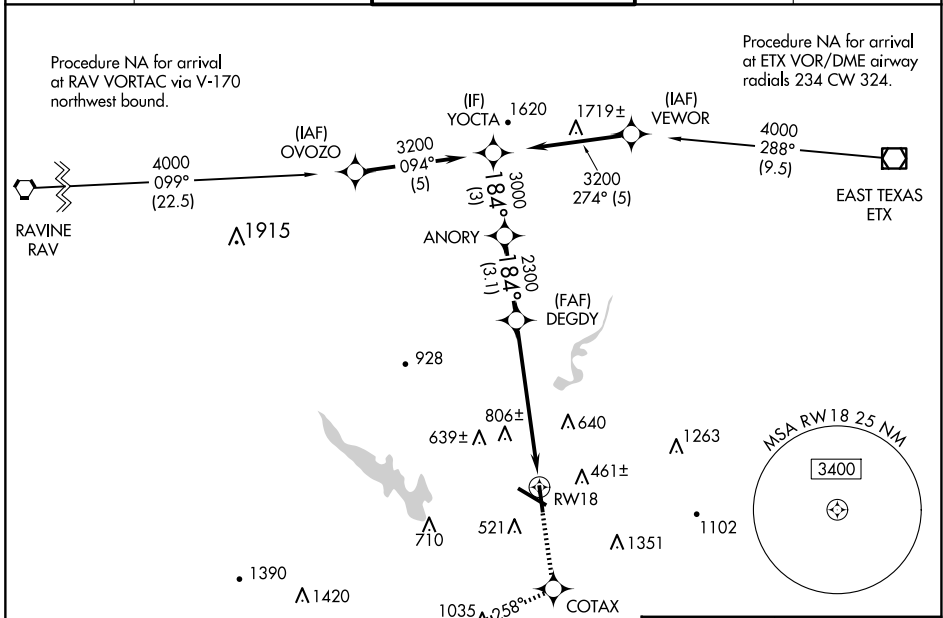 Procedure NA for arrival
at RAV VORTAC via V-170
northwest bound.
Procedure NA for arrival
at ETX VOR/DME airway
radials 234 CW 324.
(IAF)
OVOZO
(IF)
YOCTA
1620
1719±
(IAF)
VEWOR
4000
099°
(22.5)
3200
094°
(5)
3200
274° (5)
4000
288°
(9.5)
RAVINE
RAV
EAST TEXAS
ETX
1915
3000
184°
(3)
ANORY
2300
184°
(3.1)
(FAF)
DEGDY
928
806±
639±
640
1263
461±
RW18
MSA RW18 25 NM
3400
710
521
1351
1102
1390
1420
1035
258°
COTAX